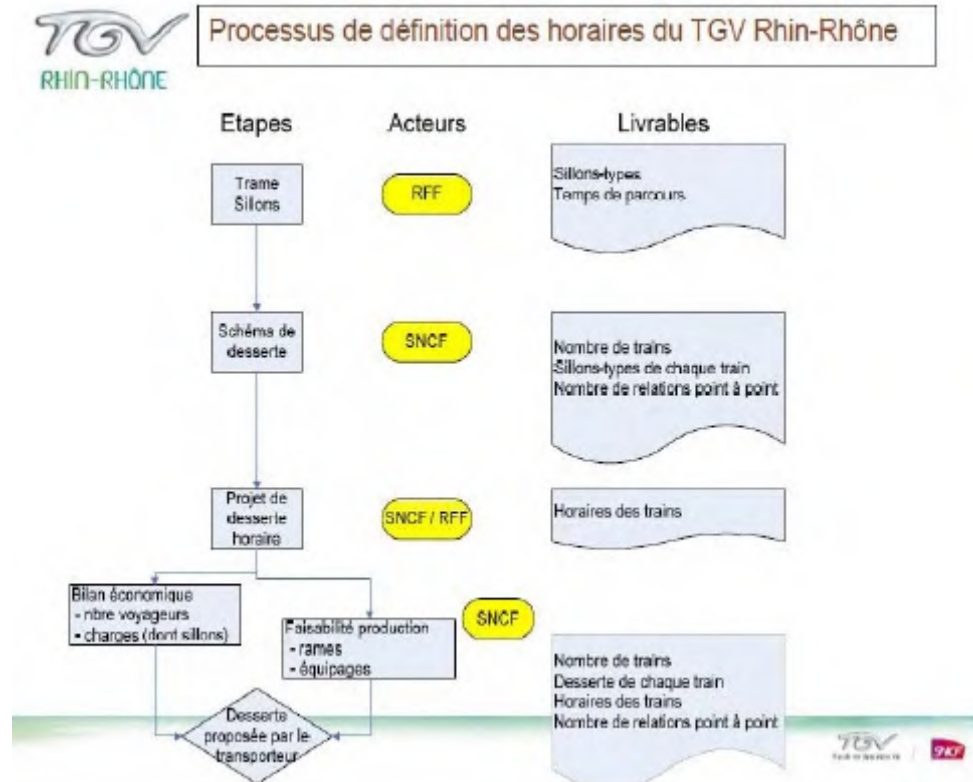 TGV
RHIN-RHÔNE
Processus de définition des horaires du TGV Rhin-Rhône
Etapes
Acteurs
Livrables
Trame
Sillons
RFF
Sillons-types
Temps de parcours
Schéma de
desserte
SNCF
Nombre de trains
Sillons-types de chaque train
Nombre de relations point à point
Projet de
desserte
horaire
SNCF / RFF
Horaires des trains
Bilan économique
- nbre voyageurs
- charges (dont sillons)
Faisabilité production
- rames
- équipages
SNCF
Nombre de trains
Desserte de chaque train
Horaires des trains
Nombre de relations point à point
Desserte
proposée par le
transporteur
TGV
SNCF